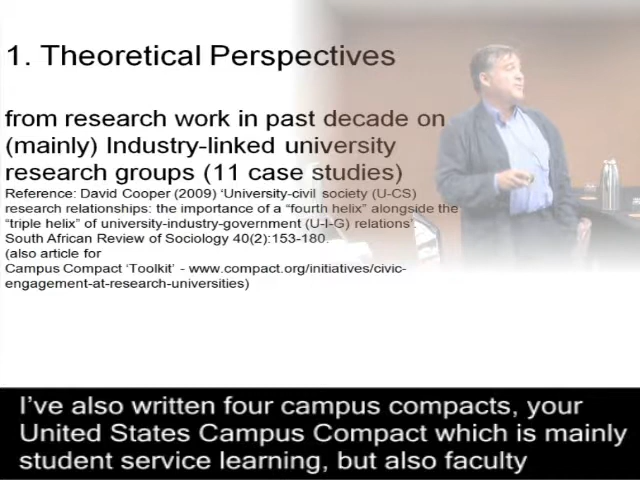 1. Theoretical Perspectives
from research work in past decade on
(mainly) Industry-linked university
research groups (11 case studies)
Reference: David Cooper (2009) ‘University-civil society (U-CS)
research relationships: the importance of a “fourth helix” alongside the
“triple helix” of university-industry-government (U-I-G) relations’.
South African Review of Sociology 40(2):153-180.
(also article for
Campus Compact ‘Toolkit’ - www.compact.org/initiatives/civic-
engagement-at-research-universities)
I’ve also written four campus compacts, your
United States Campus Compact which is mainly
student service learning, but also faculty